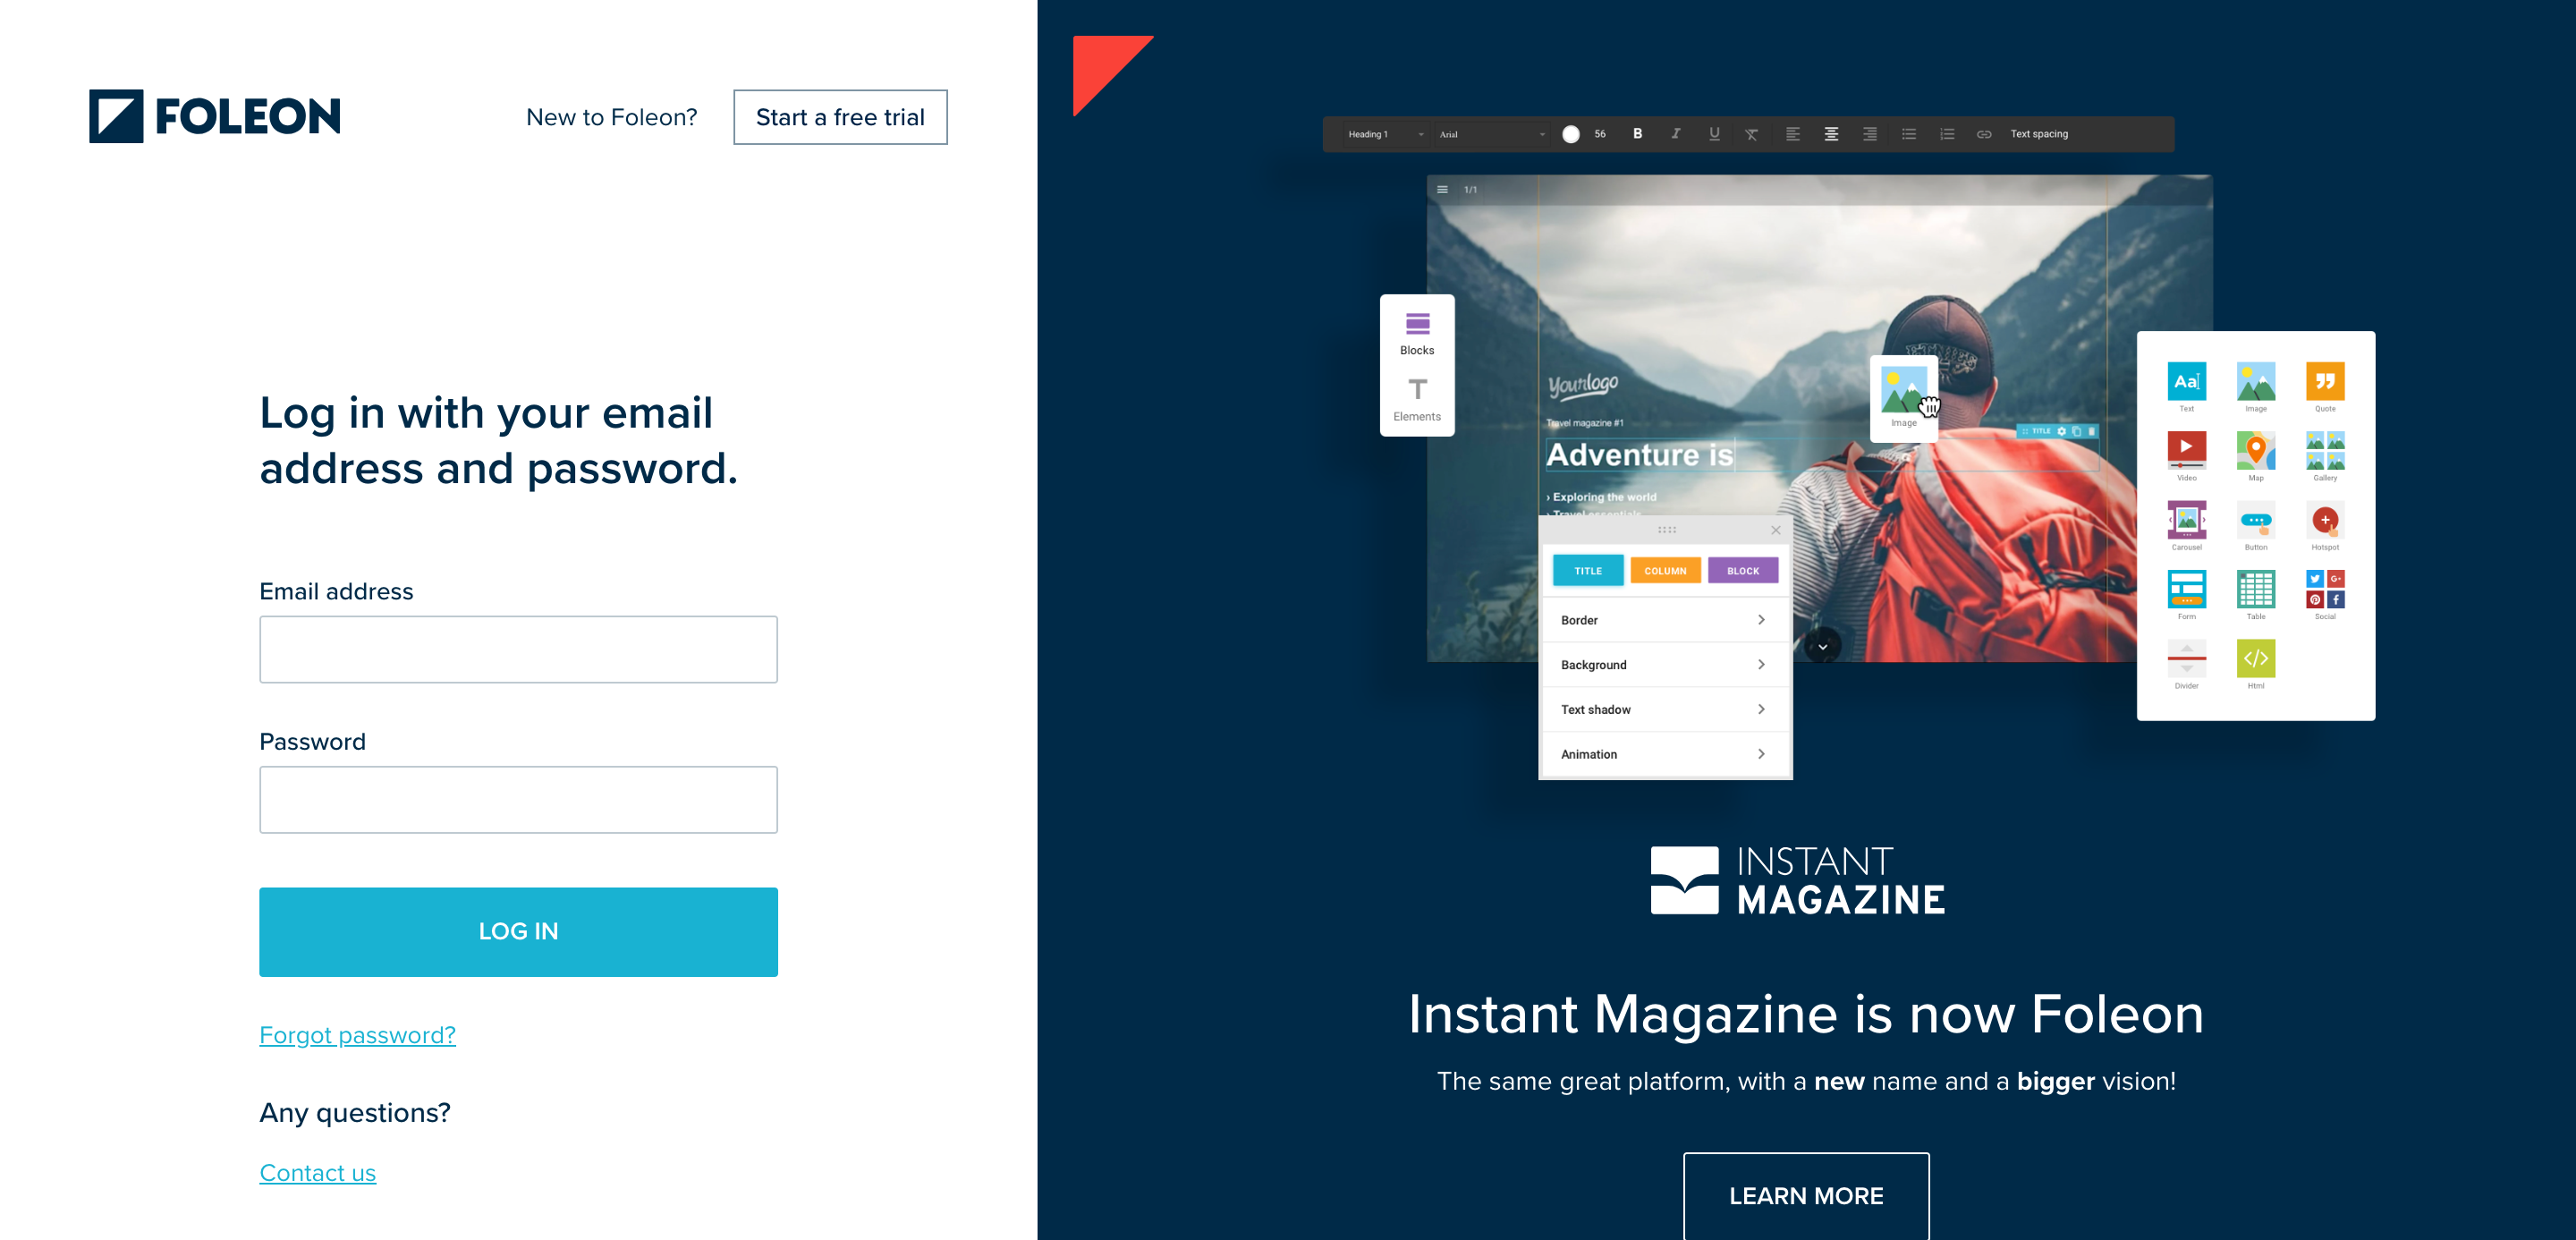 FOLEON
New to Foleon?
Start a free trial
Log in with your email
address and password.
Email address
Password
LOG IN
Forgot password?
Any questions?
Contact us
Heading 1
Arial
56
B
I
U
Text spacing
1/1
Blocks
T
Elements
Yourlogo
Travel magazine #1
Adventure is
› Exploring the world
› Travel essentials
Image
TITLE
TITLE
COLUMN
BLOCK
Border
Background
Text shadow
Animation
Aa
Text
Image
Quote
Video
Map
Gallery
Carousel
Button
Hotspot
G+
Form
Table
Social
Divider
</>
Html
INSTANT
MAGAZINE
Instant Magazine is now Foleon
The same great platform, with a new name and a bigger vision!
LEARN MORE